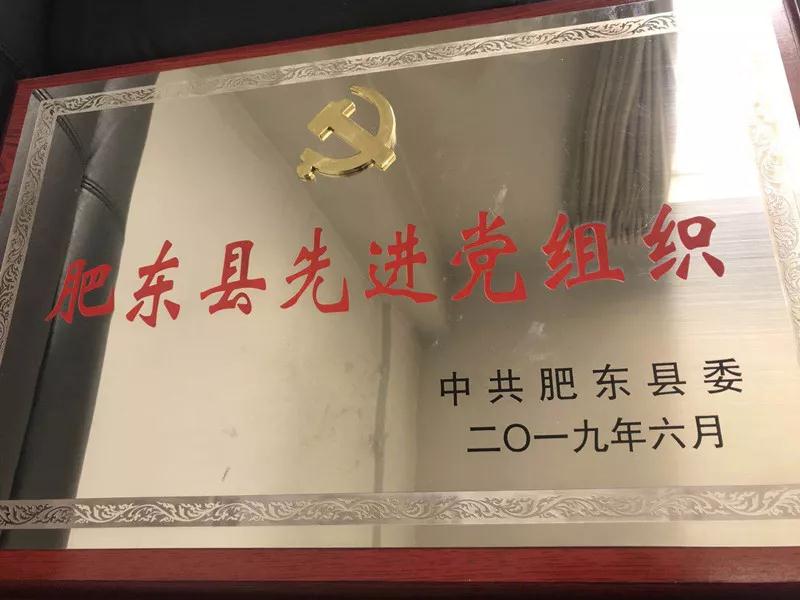 肥东县先进党组织
中共肥东县委
二〇一九年六月